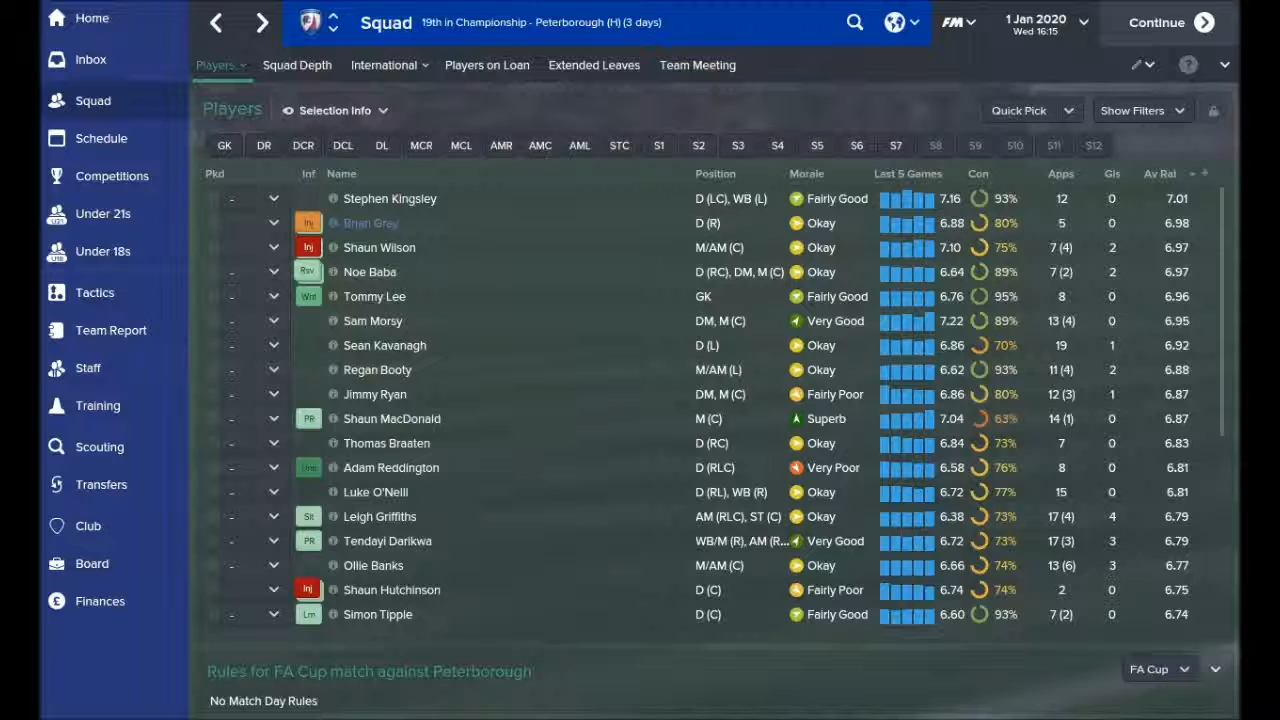 Home
Inbox
Squad
Schedule
Competitions
Under 21s
Under 18s
Tactics
Team Report
Staff
Training
Scouting
Transfers
Club
Board
Finances
Squad 19th in Championship - Peterborough (H) (3 days)
FM
1 Jan 2020
Wed 16:15
Continue
Players Squad Depth International Players on Loan Extended Leaves Team Meeting
Players Selection Info Quick Pick Show Filters
GK DR DCR DCL DL MCR MCL AMR AMC AML STC S1 S2 S3 S4 S5 S6 S7 S8 S9 S10 S11 S12
Pkd Inf Name Position Morale Last 5 Games Con Apps Gls Av Rat
- Stephen Kingsley D (LC), WB (L) Fairly Good 7.16 93% 12 0 7.01
Inj Brian Gray D (R) Okay 6.88 80% 5 0 6.98
Inj Shaun Wilson M/AM (C) Okay 7.10 75% 7 (4) 2 6.97
- Rsv Noe Baba D (RC), DM, M (C) Okay 6.64 89% 7 (2) 2 6.97
- Wnt Tommy Lee GK Fairly Good 6.76 95% 8 0 6.96
- Sam Morsy DM, M (C) Very Good 7.22 89% 13 (4) 0 6.95
- Sean Kavanagh D (L) Okay 6.86 70% 19 1 6.92
- Regan Booty M/AM (L) Okay 6.62 93% 11 (4) 2 6.88
- Jimmy Ryan DM, M (C) Fairly Poor 6.86 80% 12 (3) 1 6.87
- PR Shaun MacDonald M (C) Superb 7.04 63% 14 (1) 0 6.87
- Thomas Braaten D (RC) Okay 6.84 73% 7 0 6.83
- Unh Adam Reddington D (RLC) Very Poor 6.58 76% 8 0 6.81
- Luke O'Neill D (RL), WB (R) Okay 6.72 77% 15 0 6.81
- Slt Leigh Griffiths AM (RLC), ST (C) Okay 6.38 73% 17 (4) 4 6.79
- PR Tendayi Darikwa WB/M (R), AM (R... Very Good 6.72 73% 17 (3) 3 6.79
- Ollie Banks M/AM (C) Okay 6.66 74% 13 (6) 3 6.77
Inj Shaun Hutchinson D (C) Fairly Poor 6.74 74% 2 0 6.75
- Lrn Simon Tipple D (C) Fairly Good 6.60 93% 7 (2) 0 6.74
Rules for FA Cup match against Peterborough FA Cup
No Match Day Rules